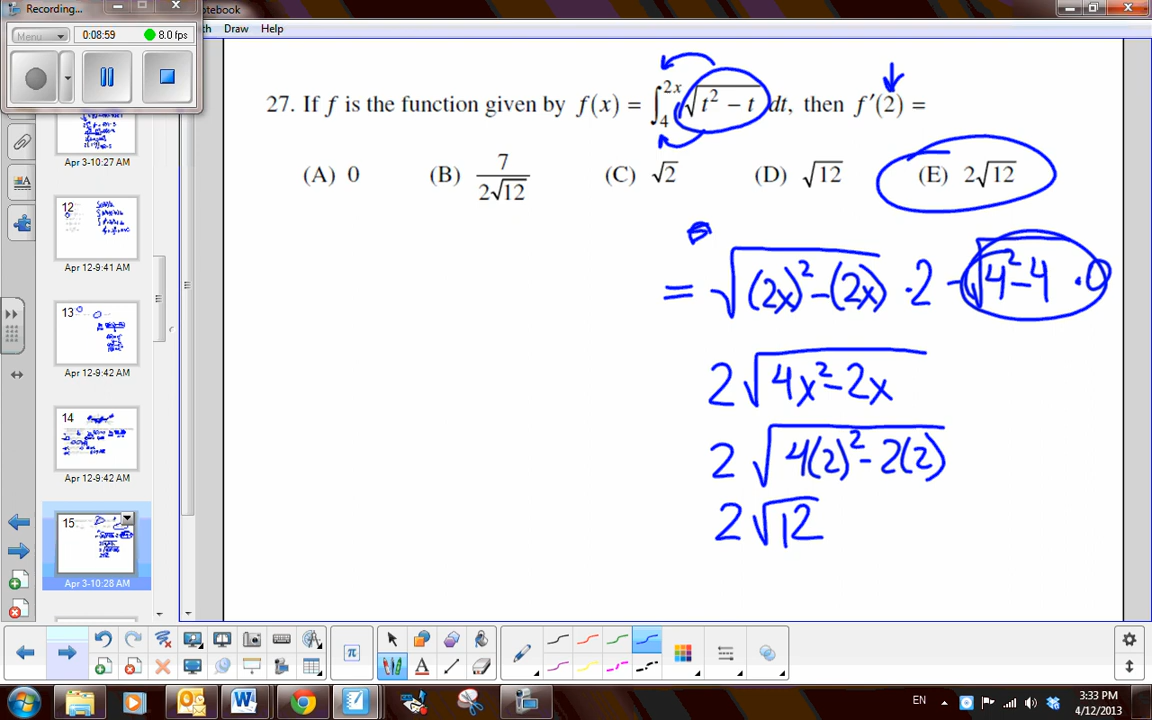 Recording...
otebook
Menu
0:08:59
8.0 fps
Draw Help
27. If f is the function given by f(x) = ∫₄²ˣ √(t² − t) dt, then f′(2) =
(A) 0 (B) 7/(2√12) (C) √2 (D) √12 (E) 2√12
= √((2x)² − (2x)) · 2 − √(4² − 4) · 0
2 √(4x² − 2x)
2 √(4(2)² − 2(2))
2 √12
Apr 3-10:27 AM
12
Apr 12-9:41 AM
13
Apr 12-9:42 AM
14
Apr 12-9:42 AM
15
Apr 3-10:28 AM
π
A
EN
3:33 PM
4/12/2013